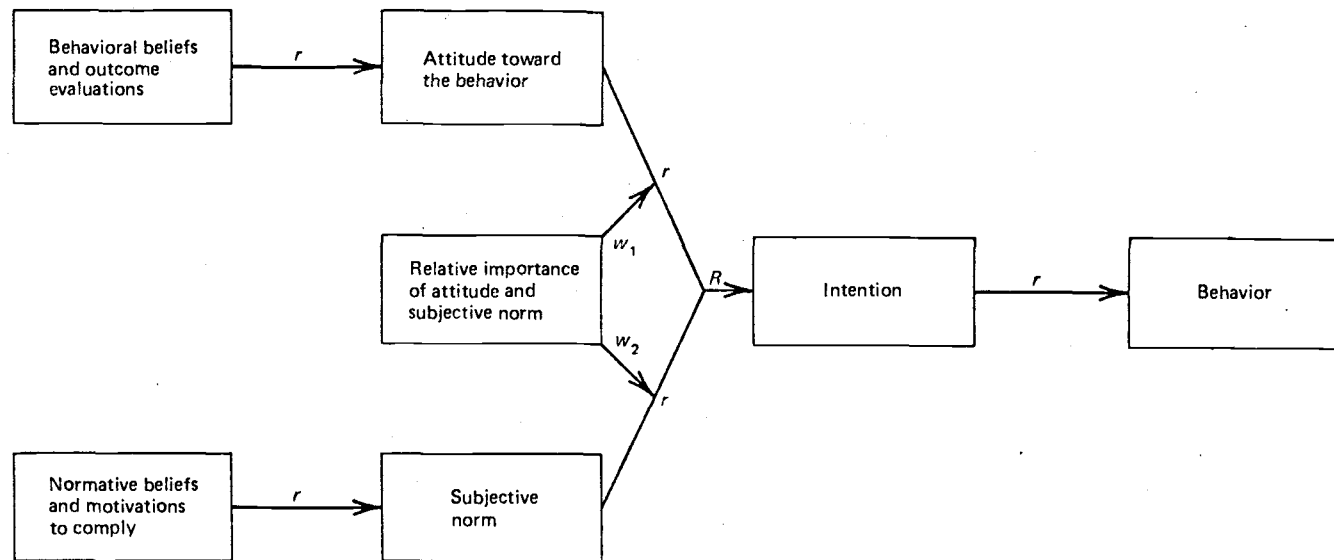 Behavioral beliefs
and outcome
evaluations
r
Attitude toward
the behavior
r
w1
Relative importance
of attitude and
subjective norm
w2
r
R
Intention
r
Behavior
Normative beliefs
and motivations
to comply
r
Subjective
norm